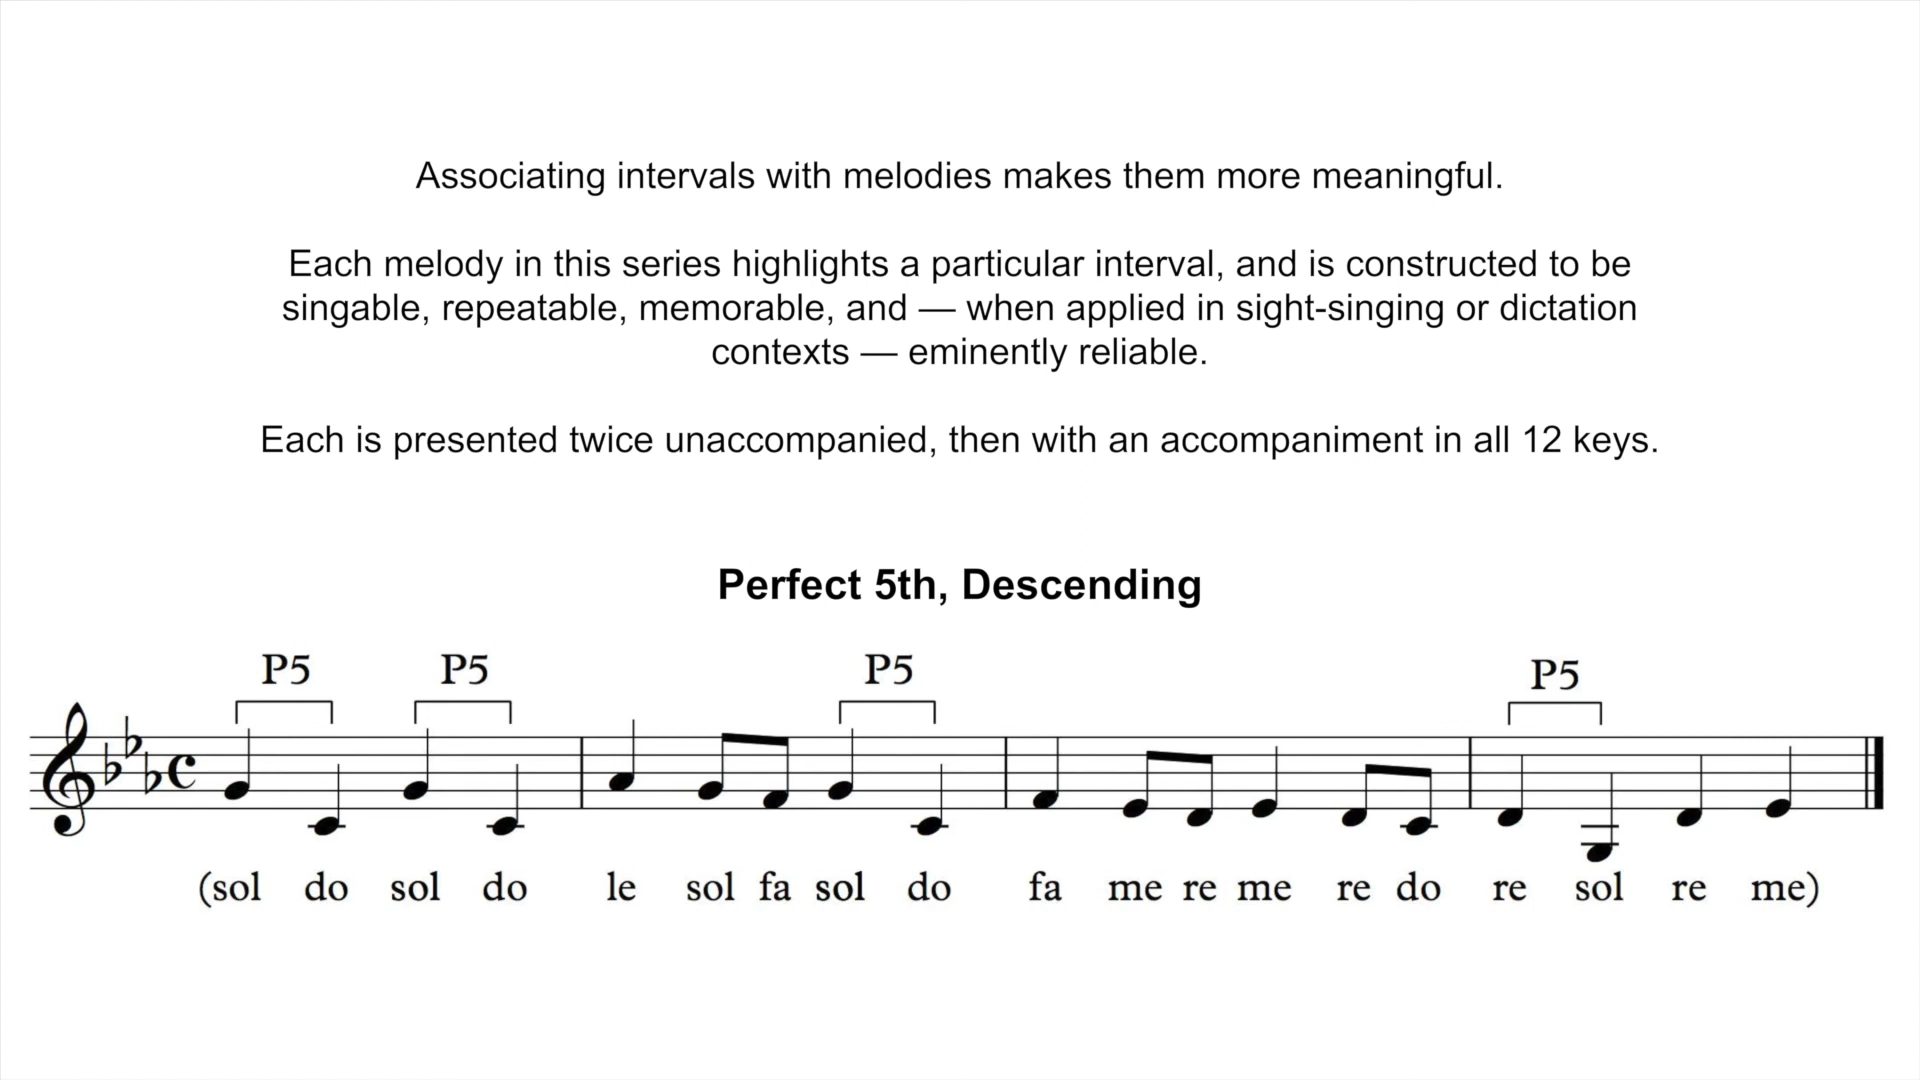 Associating intervals with melodies makes them more meaningful.
Each melody in this series highlights a particular interval, and is constructed to be
singable, repeatable, memorable, and — when applied in sight-singing or dictation
contexts — eminently reliable.
Each is presented twice unaccompanied, then with an accompaniment in all 12 keys.
Perfect 5th, Descending
P5 P5 P5 P5
(sol do sol do le sol fa sol do fa me re me re do re sol re me)